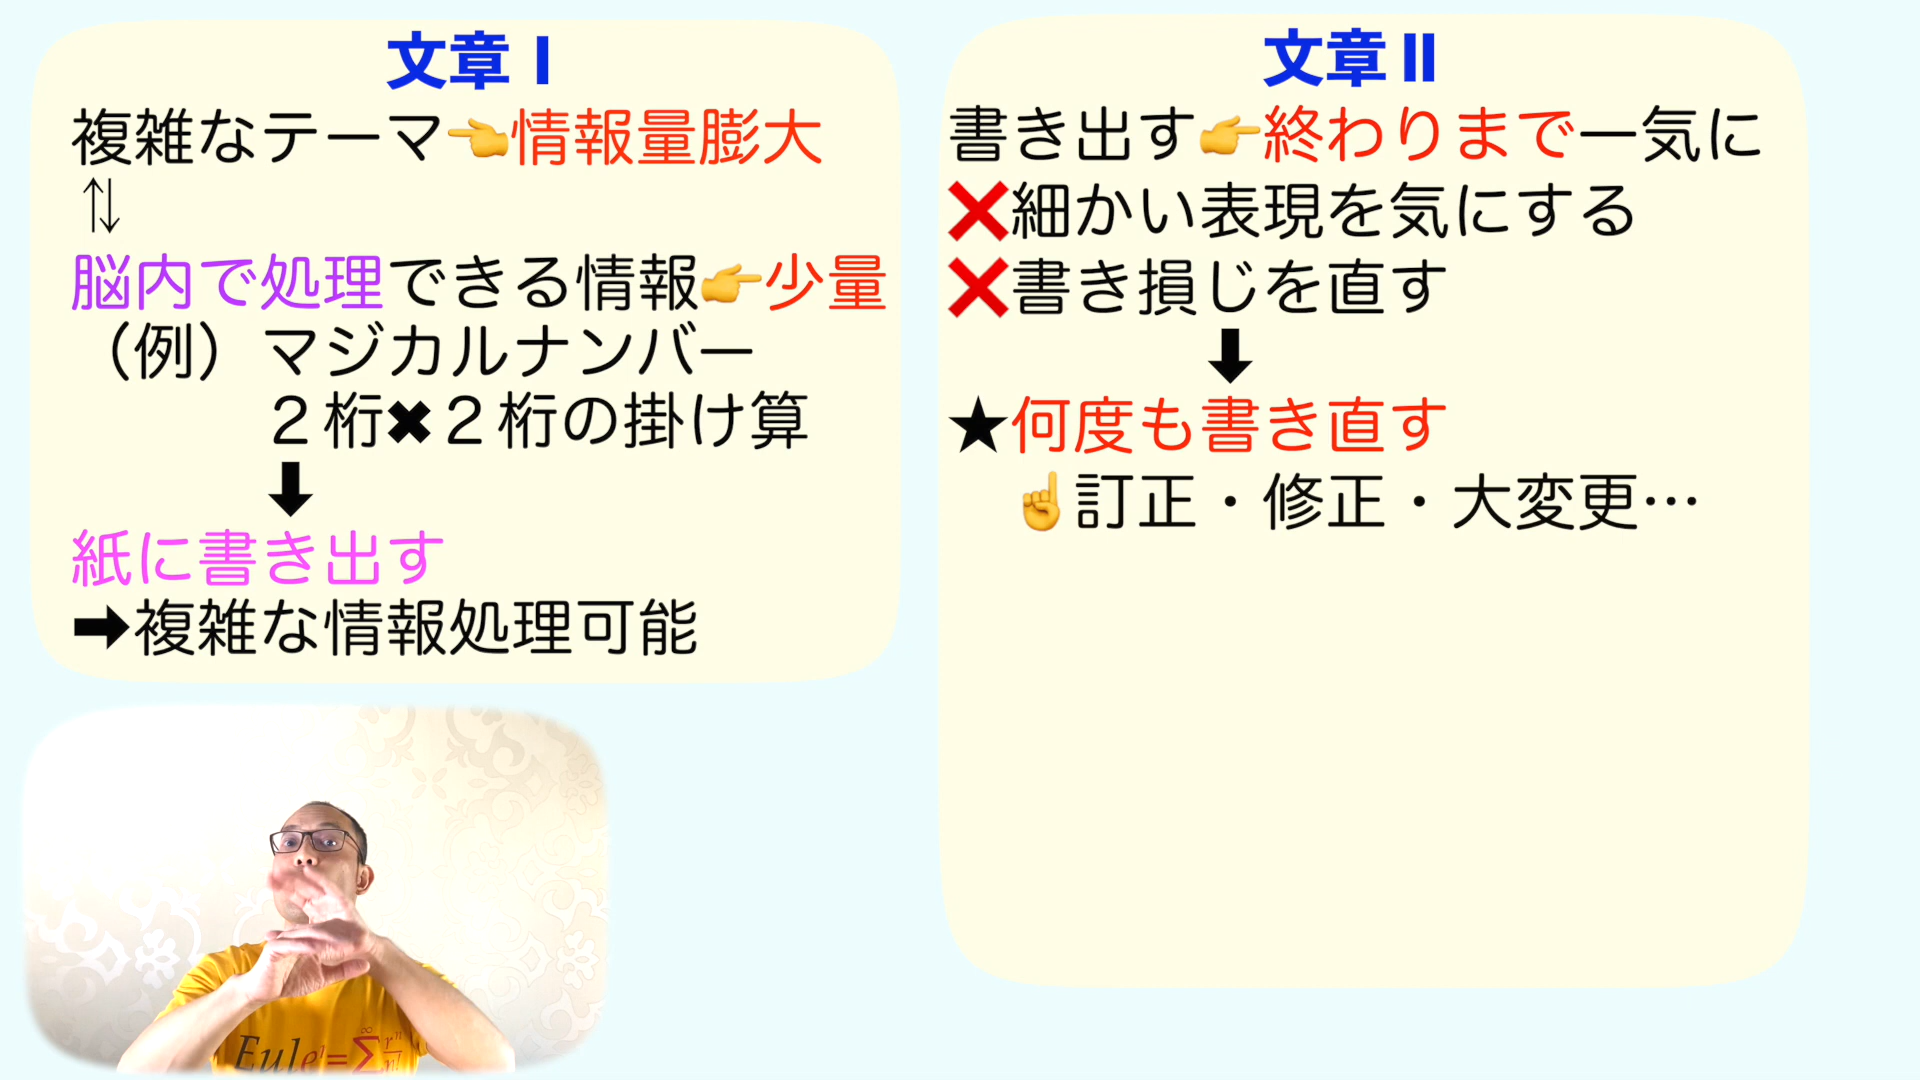 文章Ⅰ
複雑なテーマ👈情報量膨大
⇅
脳内で処理できる情報👉少量
（例）マジカルナンバー
２桁✖２桁の掛け算
⬇
紙に書き出す
➡複雑な情報処理可能
文章Ⅱ
書き出す👉終わりまで一気に
❌細かい表現を気にする
❌書き損じを直す
⬇
★何度も書き直す
☝訂正・修正・大変更…
Euler=∞Σrⁿ/n!